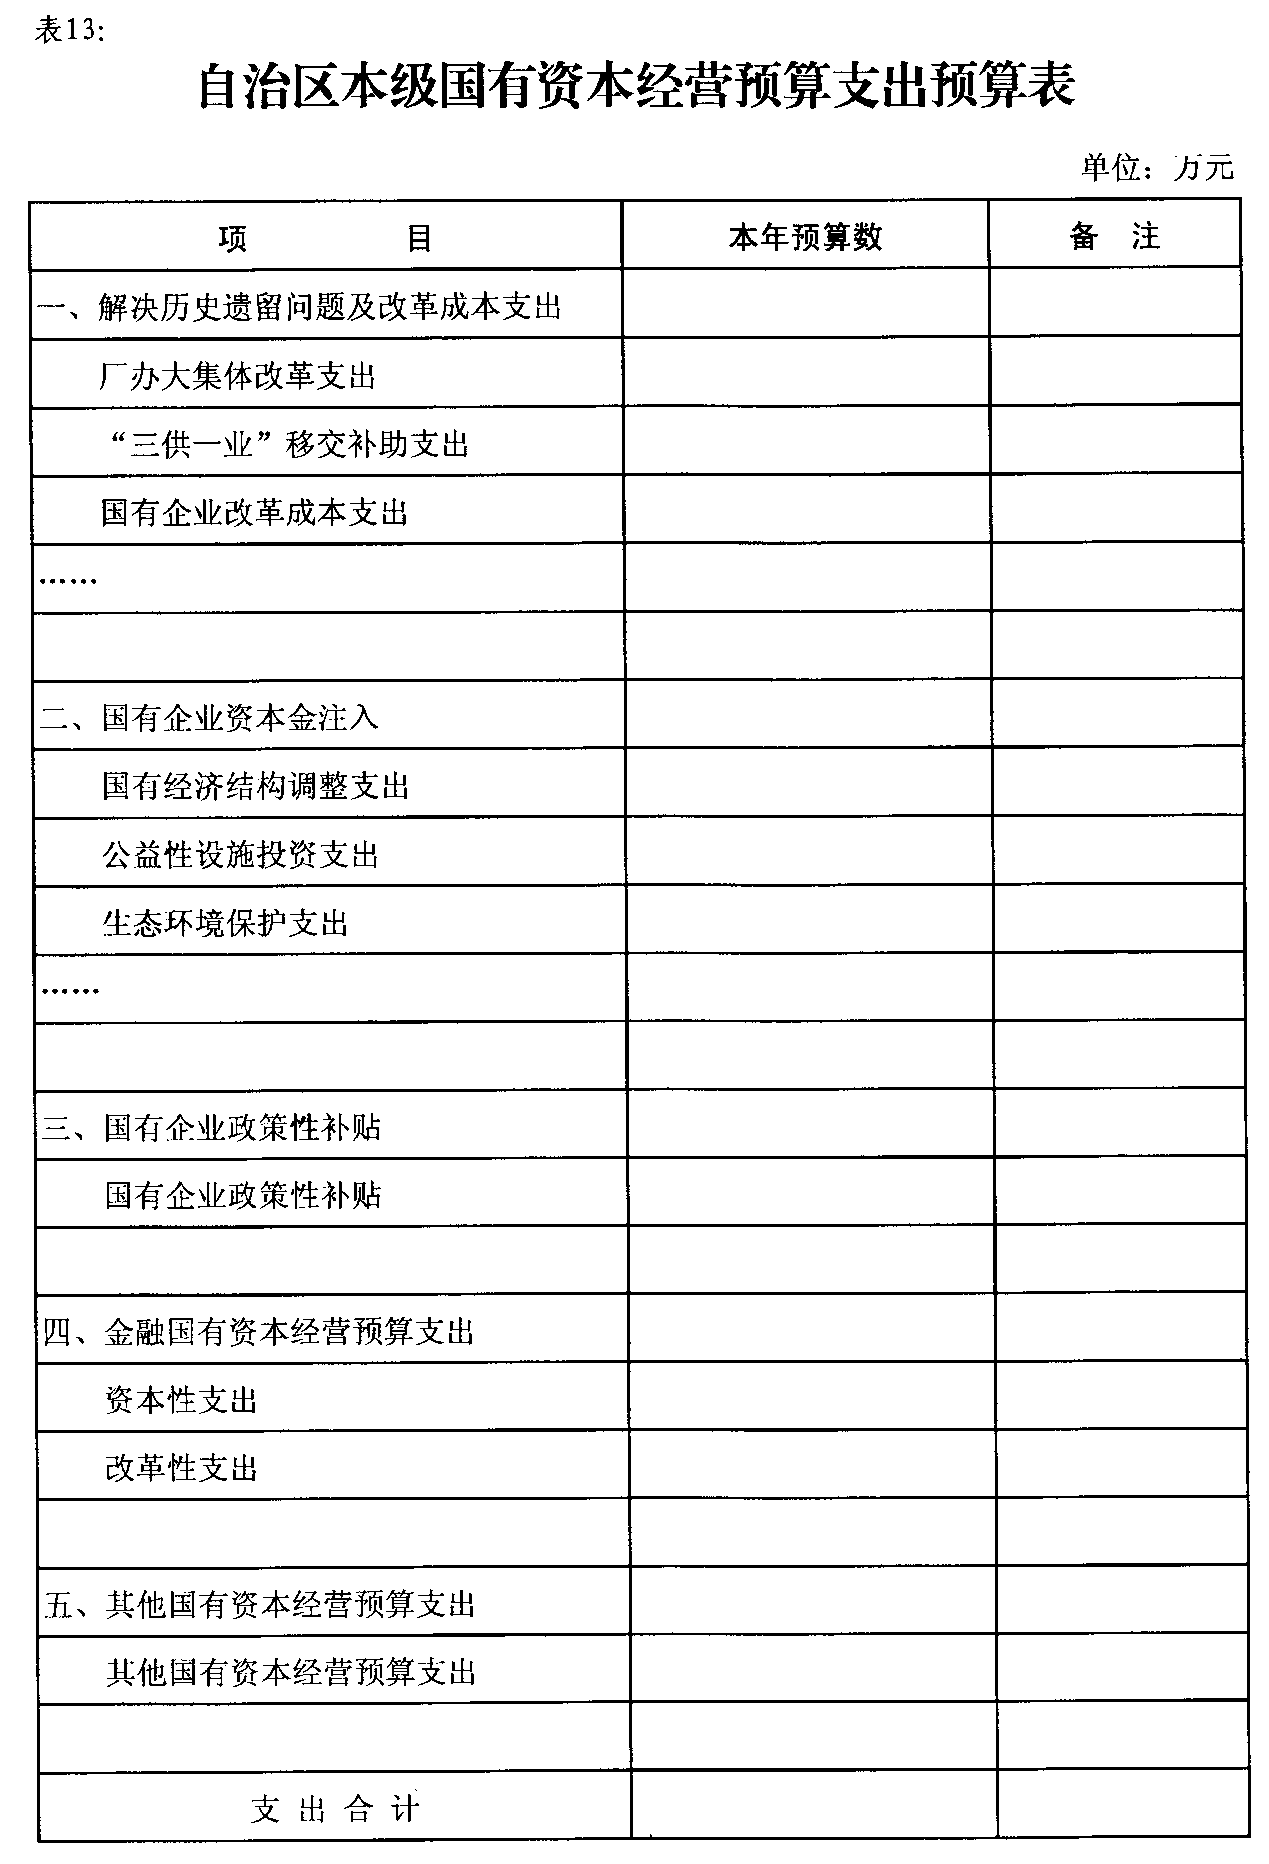 表13:
自治区本级国有资本经营预算支出预算表
单位：万元
项 目 本年预算数 备 注
一、解决历史遗留问题及改革成本支出
厂办大集体改革支出
“三供一业”移交补助支出
国有企业改革成本支出
……
二、国有企业资本金注入
国有经济结构调整支出
公益性设施投资支出
生态环境保护支出
……
三、国有企业政策性补贴
国有企业政策性补贴
四、金融国有资本经营预算支出
资本性支出
改革性支出
五、其他国有资本经营预算支出
其他国有资本经营预算支出
支 出 合 计